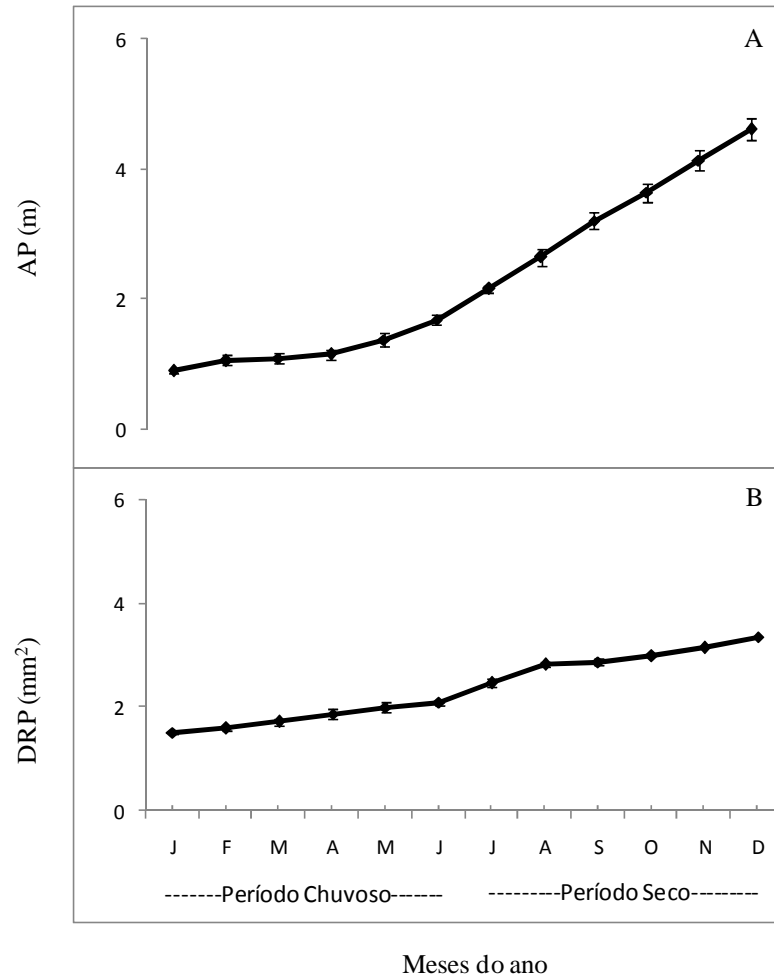 A
6
4
2
0
AP (m)
B
6
4
2
0
DRP (mm²)
J F M A M J J A S O N D
-------Período Chuvoso------- ---------Período Seco---------
Meses do ano